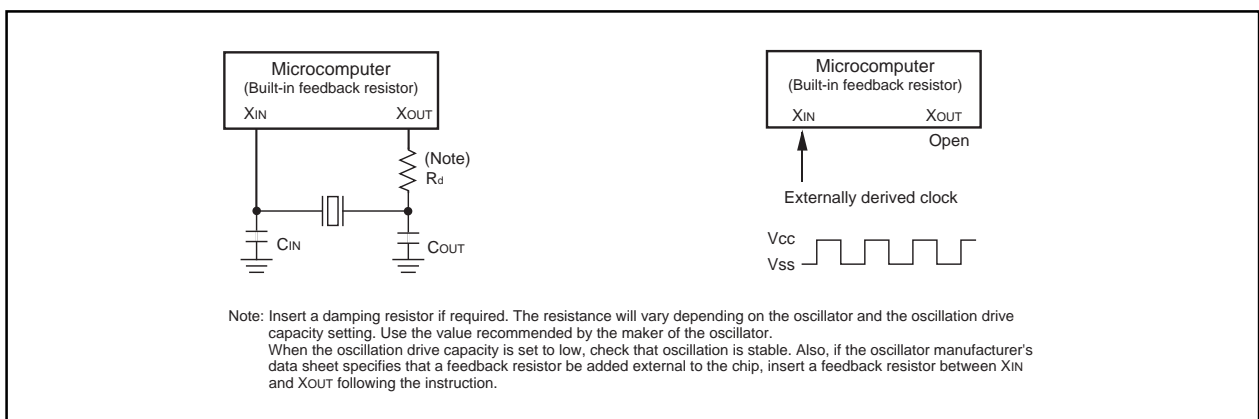 Microcomputer
(Built-in feedback resistor)
XIN XOUT
(Note)
Rd
CIN
COUT
Microcomputer
(Built-in feedback resistor)
XIN XOUT
Open
Externally derived clock
Vcc
Vss
Note: Insert a damping resistor if required. The resistance will vary depending on the oscillator and the oscillation drive
capacity setting. Use the value recommended by the maker of the oscillator.
When the oscillation drive capacity is set to low, check that oscillation is stable. Also, if the oscillator manufacturer's
data sheet specifies that a feedback resistor be added external to the chip, insert a feedback resistor between XIN
and XOUT following the instruction.